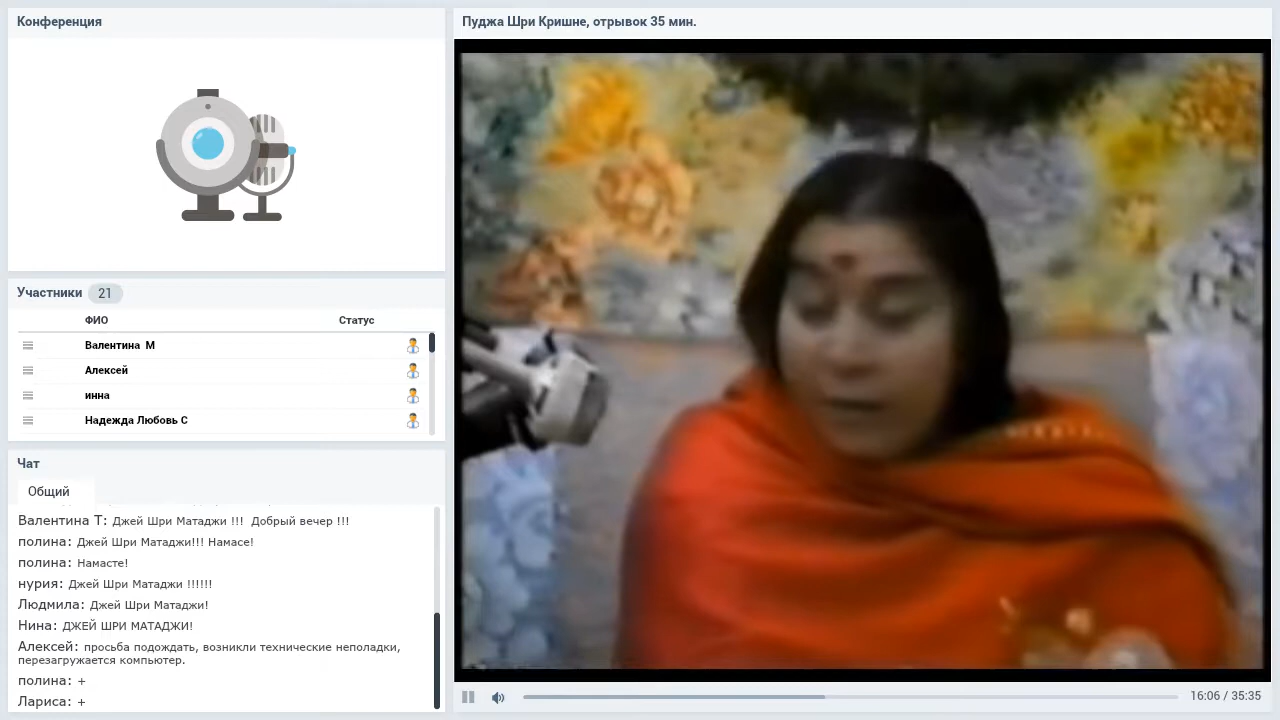 Конференция
Участники 21
ФИО Статус
Валентина М
Алексей
инна
Надежда Любовь С
Чат
Общий
Валентина Т: Джей Шри Матаджи !!! Добрый вечер !!!
полина: Джей Шри Матаджи!!! Намасе!
полина: Намасте!
нурия: Джей Шри Матаджи !!!!!!
Людмила: Джей Шри Матаджи!
Нина: ДЖЕЙ ШРИ МАТАДЖИ!
Алексей: просьба подождать, возникли технические неполадки,
перезагружается компьютер.
полина: +
Лариса: +
Пуджа Шри Кришне, отрывок 35 мин.
16:06 / 35:35